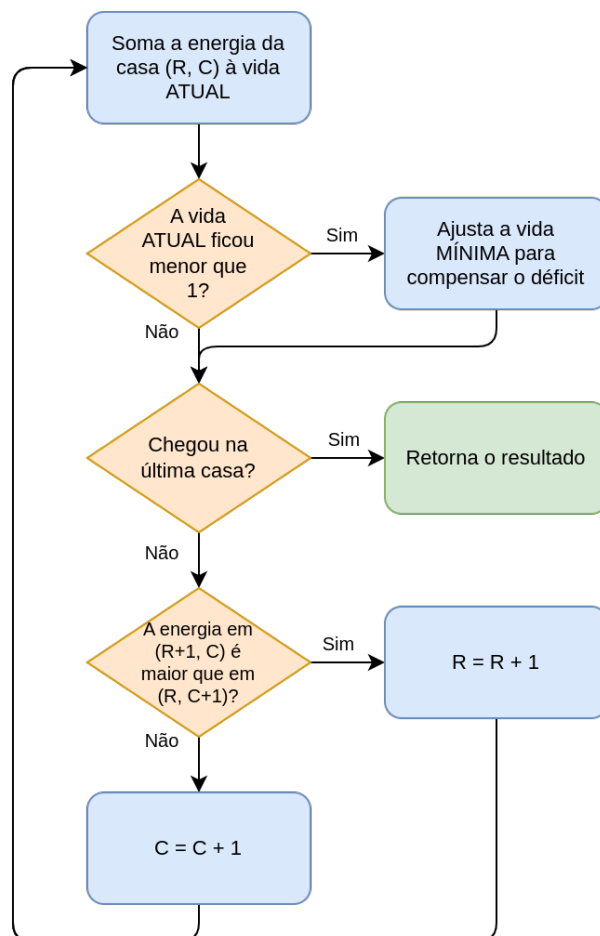 Soma a energia da
casa (R, C) à vida
ATUAL
A vida
ATUAL ficou
menor que
1?
Sim
Ajusta a vida
MÍNIMA para
compensar o déficit
Não
Chegou na
última casa?
Sim
Retorna o resultado
Não
A energia em
(R+1, C) é
maior que em
(R, C+1)?
Sim
R = R + 1
Não
C = C + 1